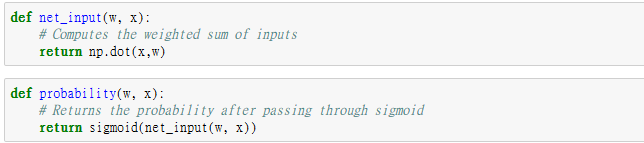 def net_input(w, x):
    # Computes the weighted sum of inputs
    return np.dot(x,w)
def probability(w, x):
    # Returns the probability after passing through sigmoid
    return sigmoid(net_input(w, x))